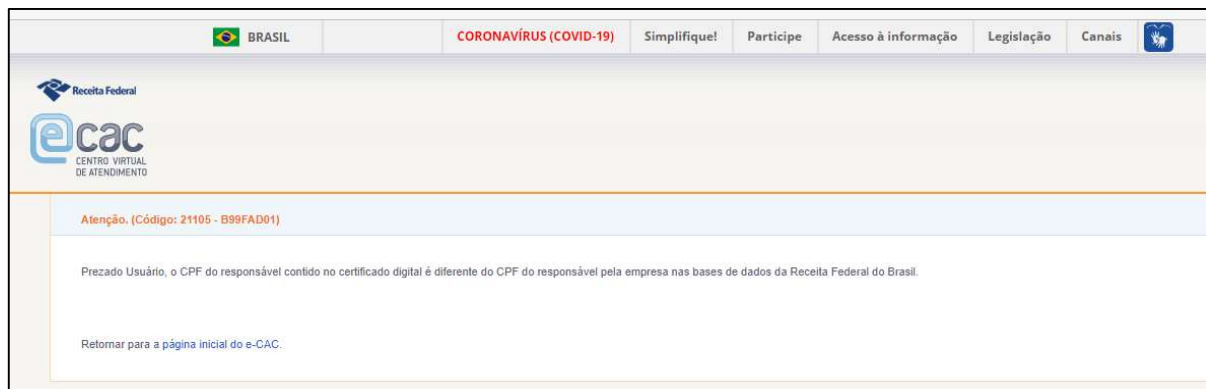 BRASIL CORONAVÍRUS (COVID-19) Simplifique! Participe Acesso à informação Legislação Canais
Receita Federal
ecac
CENTRO VIRTUAL
DE ATENDIMENTO
Atenção. (Código: 21105 - B99FAD01)
Prezado Usuário, o CPF do responsável contido no certificado digital é diferente do CPF do responsável pela empresa nas bases de dados da Receita Federal do Brasil.
Retornar para a página inicial do e-CAC.